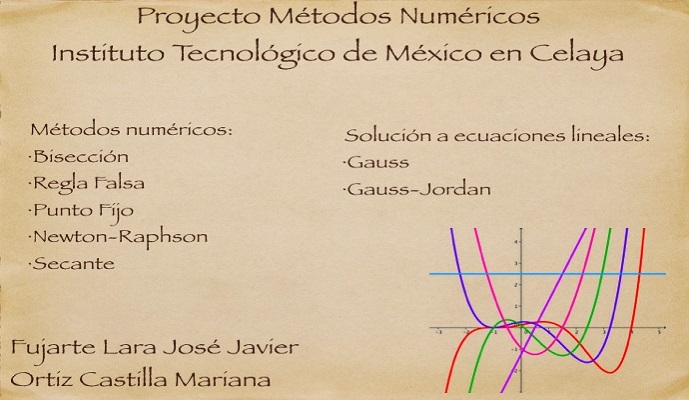 Proyecto Métodos Numéricos
Instituto Tecnológico de México en Celaya
Métodos numéricos:
·Bisección
·Regla Falsa
·Punto Fijo
·Newton-Raphson
·Secante
Solución a ecuaciones lineales:
·Gauss
·Gauss-Jordan
Fujarte Lara José Javier
Ortiz Castilla Mariana